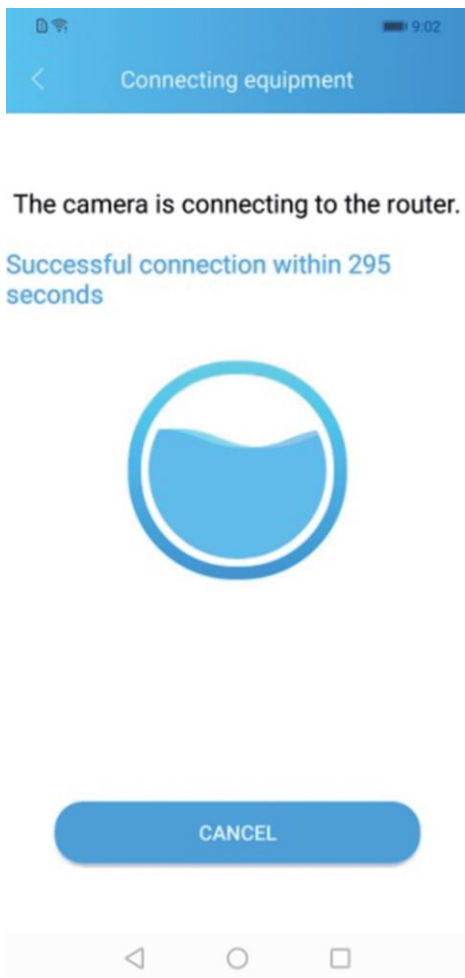 9:02
Connecting equipment
The camera is connecting to the router.
Successful connection within 295
seconds
CANCEL